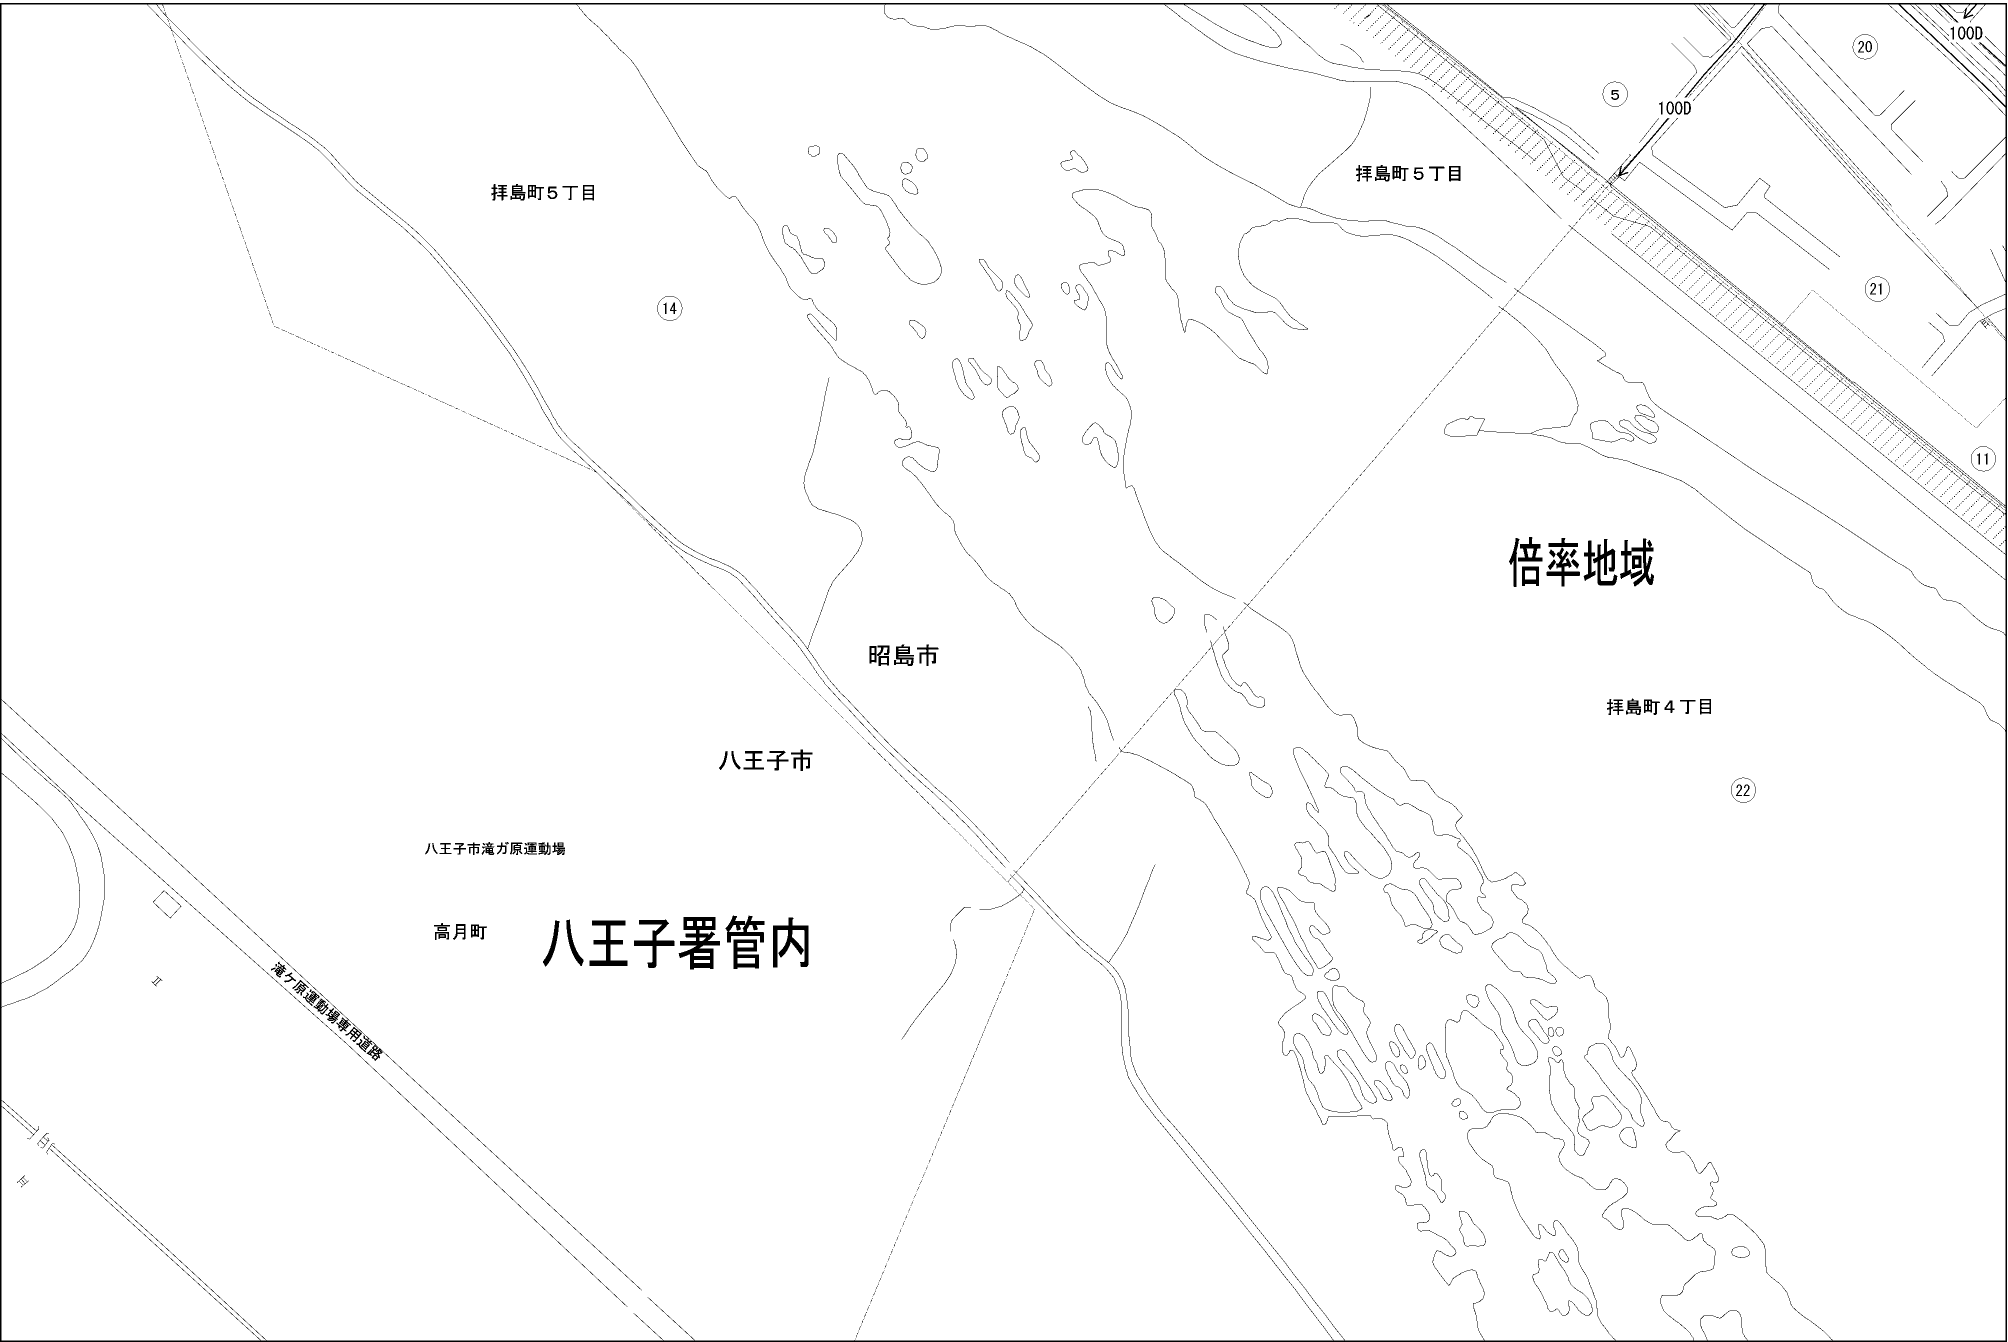 100D
20
5
100D
拝島町５丁目
拝島町５丁目
21
14
11
倍率地域
昭島市
拝島町４丁目
八王子市
22
八王子市滝ガ原運動場
高月町
八王子署管内
滝ケ原運動場専用道路